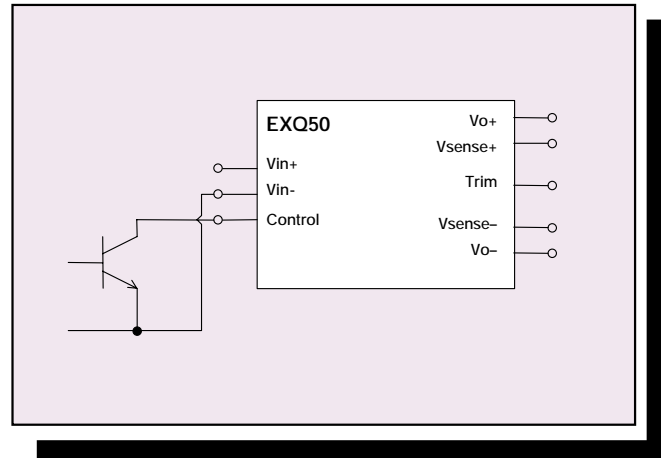 EXQ50
Vin+
Vin-
Control
Vo+
Vsense+
Trim
Vsense–
Vo–